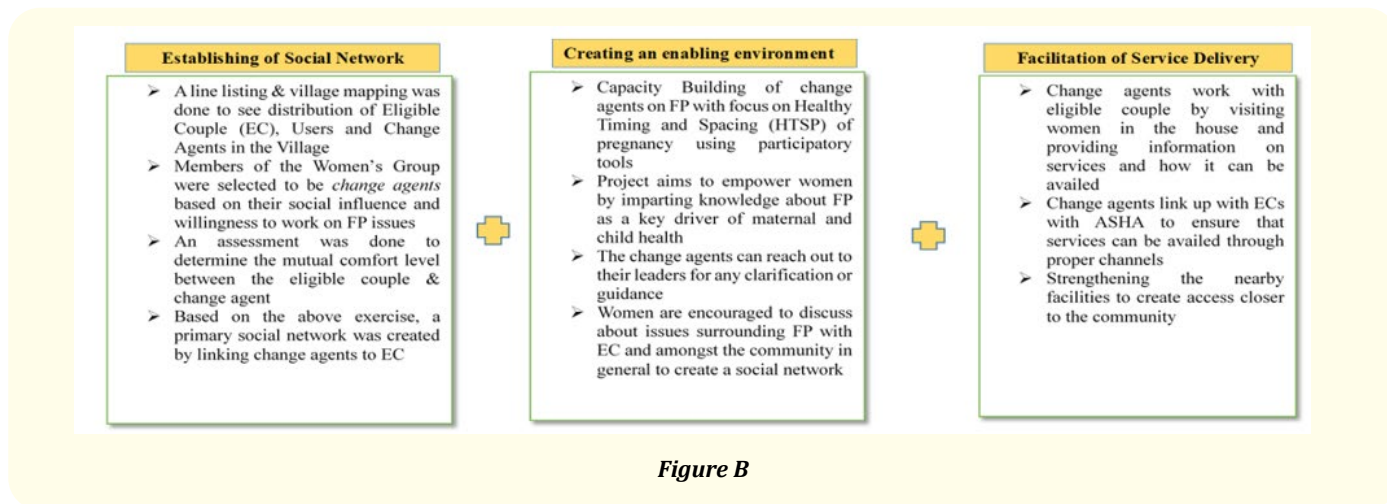 Establishing of Social Network
➢ A line listing & village mapping was
done to see distribution of Eligible
Couple (EC), Users and Change
Agents in the Village
➢ Members of the Women's Group
were selected to be change agents
based on their social influence and
willingness to work on FP issues
➢ An assessment was done to
determine the mutual comfort level
between the eligible couple &
change agent
➢ Based on the above exercise, a
primary social network was created
by linking change agents to EC
Creating an enabling environment
➢ Capacity Building of change
agents on FP with focus on Healthy
Timing and Spacing (HTSP) of
pregnancy using participatory
tools
➢ Project aims to empower women
by imparting knowledge about FP
as a key driver of maternal and
child health
➢ The change agents can reach out to
their leaders for any clarification or
guidance
➢ Women are encouraged to discuss
about issues surrounding FP with
EC and amongst the community in
general to create a social network
Facilitation of Service Delivery
➢ Change agents work with
eligible couple by visiting
women in the house and
providing information on
services and how it can be
availed
➢ Change agents link up with ECs
with ASHA to ensure that
services can be availed through
proper channels
➢ Strengthening the nearby
facilities to create access closer
to the community
Figure B